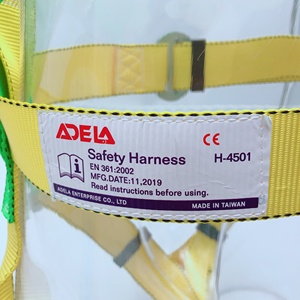 ADELA
CE
Safety Harness H-4501
EN 361:2002
MFG.DATE:11,2019
Read instructions before using.
ADELA ENTERPRISE CO., LTD
MADE IN TAIWAN